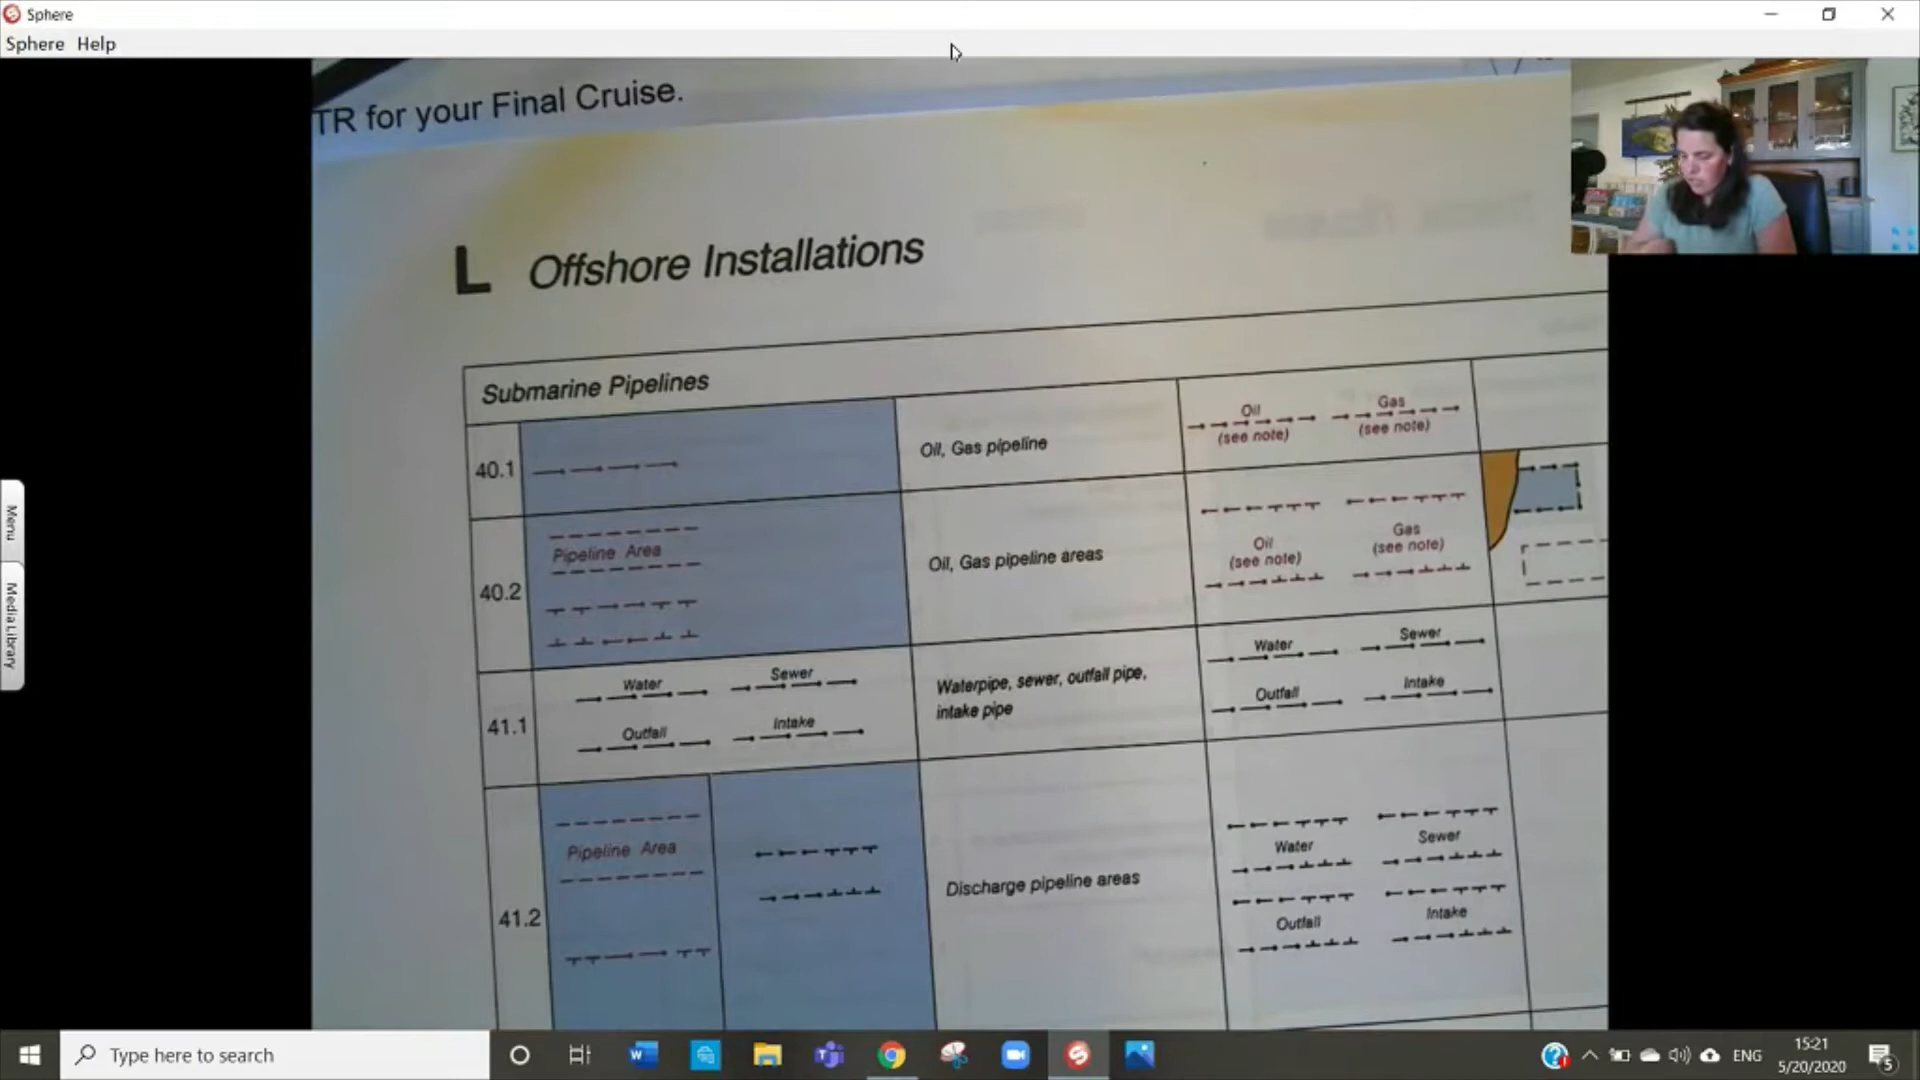 Sphere
Sphere Help
TR for your Final Cruise.
L Offshore Installations
Submarine Pipelines
40.1
Oil, Gas pipeline
Oil
(see note)
Gas
(see note)
40.2
Pipeline Area
Oil, Gas pipeline areas
Oil
(see note)
Gas
(see note)
41.1
Water
Sewer
Outfall
Intake
Waterpipe, sewer, outfall pipe,
intake pipe
Water
Sewer
Outfall
Intake
41.2
Pipeline Area
Discharge pipeline areas
Water
Sewer
Outfall
Intake
Menu
Media Library
Type here to search
ENG
15:21
5/20/2020
5